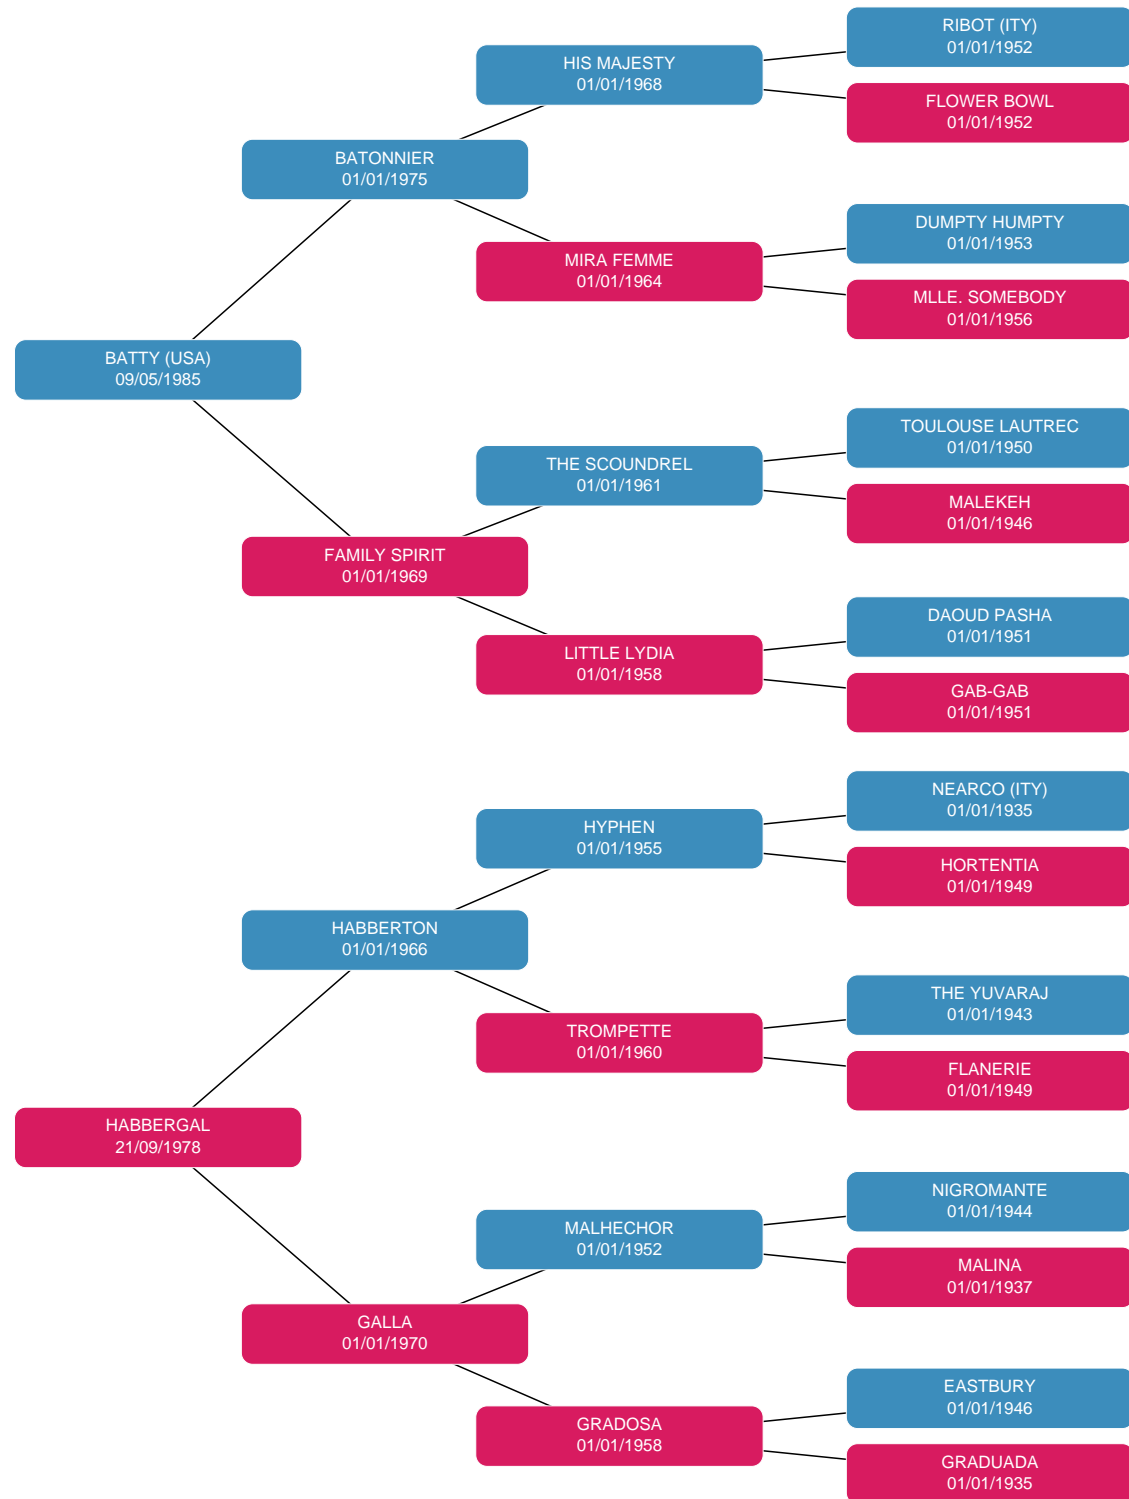 RIBOT (ITY)
01/01/1952
HIS MAJESTY
01/01/1968
FLOWER BOWL
01/01/1952
BATONNIER
01/01/1975
DUMPTY HUMPTY
01/01/1953
MIRA FEMME
01/01/1964
MLLE. SOMEBODY
01/01/1956
BATTY (USA)
09/05/1985
TOULOUSE LAUTREC
01/01/1950
THE SCOUNDREL
01/01/1961
MALEKEH
01/01/1946
FAMILY SPIRIT
01/01/1969
DAOUD PASHA
01/01/1951
LITTLE LYDIA
01/01/1958
GAB-GAB
01/01/1951
NEARCO (ITY)
01/01/1935
HYPHEN
01/01/1955
HORTENTIA
01/01/1949
HABBERTON
01/01/1966
THE YUVARAJ
01/01/1943
TROMPETTE
01/01/1960
FLANERIE
01/01/1949
HABBERGAL
21/09/1978
NIGROMANTE
01/01/1944
MALHECHOR
01/01/1952
MALINA
01/01/1937
GALLA
01/01/1970
EASTBURY
01/01/1946
GRADOSA
01/01/1958
GRADUADA
01/01/1935